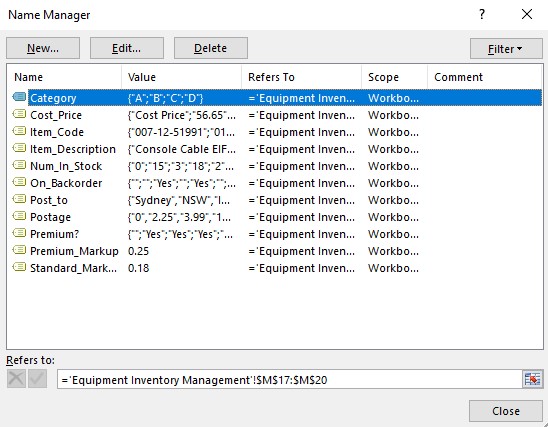 Name Manager ? ×
New... Edit... Delete Filter
Name Value Refers To Scope Comment
Category {"A";"B";"C";"D"} ='Equipment Inven... Workbo...
Cost_Price {"Cost Price";"56.65"... ='Equipment Inven... Workbo...
Item_Code {"007-12-51991";"01... ='Equipment Inven... Workbo...
Item_Description {"Console Cable EIF... ='Equipment Inven... Workbo...
Num_In_Stock {"0";"15";"3";"18";"2"... ='Equipment Inven... Workbo...
On_Backorder {"";"";"Yes";"";"Yes";"";... ='Equipment Inven... Workbo...
Post_to {"Sydney","NSW","I... ='Equipment Inven... Workbo...
Postage {"0","2.25","3.99","1... ='Equipment Inven... Workbo...
Premium? {"";"Yes";"Yes";"Yes";... ='Equipment Inven... Workbo...
Premium_Markup 0.25 ='Equipment Inven... Workbo...
Standard_Mark... 0.18 ='Equipment Inven... Workbo...
Refers to:
='Equipment Inventory Management'!$M$17:$M$20
Close